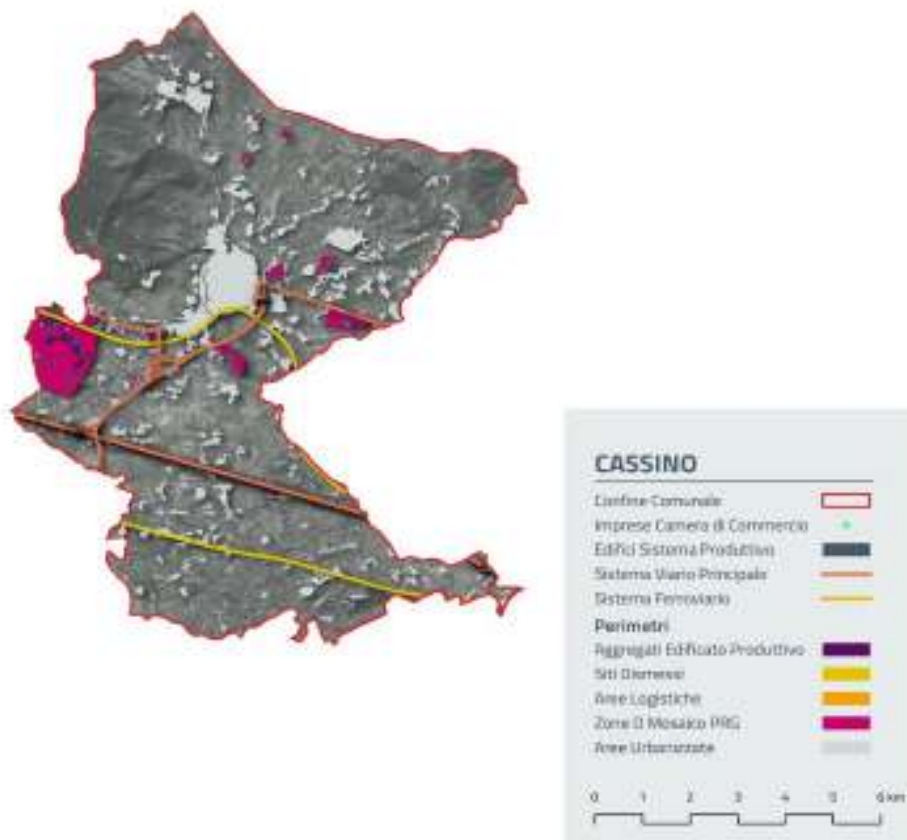 CASSINO
Confine Comunale
Imprese Camera di Commercio
Edifici Sistema Produttivo
Sistema Viario Principale
Sistema Ferroviario
Perimetri
Aggregati Edificato Produttivo
Siti Dismessi
Aree Logistiche
Zone D Mosaico PRG
Aree Urbanizzate
0 1 2 3 4 5 6 km